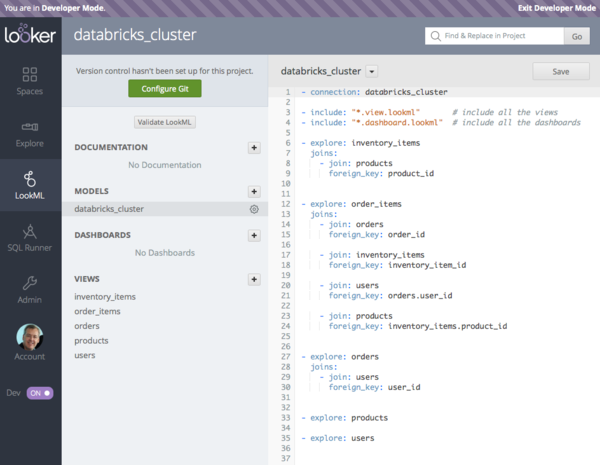 You are in Developer Mode.
Exit Developer Mode
looker
databricks_cluster
Find & Replace in Project
Go
Spaces
Explore
LookML
SQL Runner
Admin
Account
Dev
ON
Version control hasn't been set up for this project.
Configure Git
Validate LookML
DOCUMENTATION
+
No Documentation
MODELS
+
databricks_cluster
DASHBOARDS
+
No Dashboards
VIEWS
+
inventory_items
order_items
orders
products
users
databricks_cluster
Save
1 - connection: databricks_cluster
2
3 - include: "*.view.lookml" # include all the views
4 - include: "*.dashboard.lookml" # include all the dashboards
5
6 - explore: inventory_items
7 joins:
8 - join: products
9 foreign_key: product_id
10
11
12 - explore: order_items
13 joins:
14 - join: orders
15 foreign_key: order_id
16
17 - join: inventory_items
18 foreign_key: inventory_item_id
19
20 - join: users
21 foreign_key: orders.user_id
22
23 - join: products
24 foreign_key: inventory_items.product_id
25
26
27 - explore: orders
28 joins:
29 - join: users
30 foreign_key: user_id
31
32
33 - explore: products
34
35 - explore: users
36
37